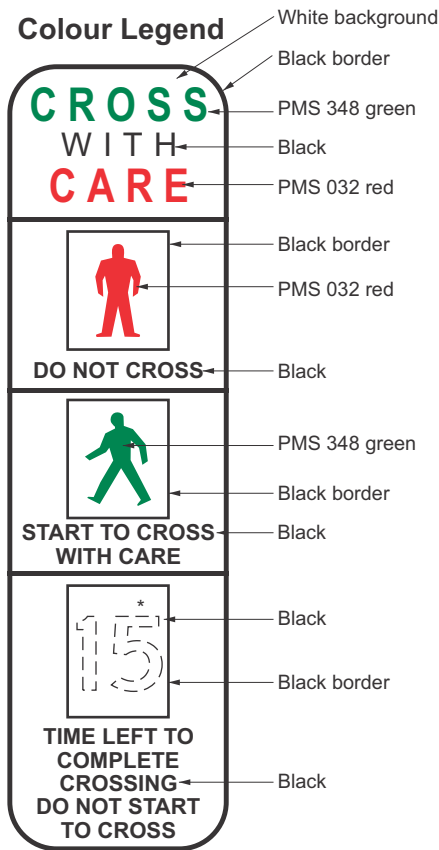 Colour Legend
White background
Black border
CROSS
PMS 348 green
WITH
Black
CARE
PMS 032 red
Black border
PMS 032 red
DO NOT CROSS
Black
PMS 348 green
Black border
START TO CROSS
Black
WITH CARE
*
15
Black
Black border
TIME LEFT TO
COMPLETE
CROSSING
Black
DO NOT START
TO CROSS